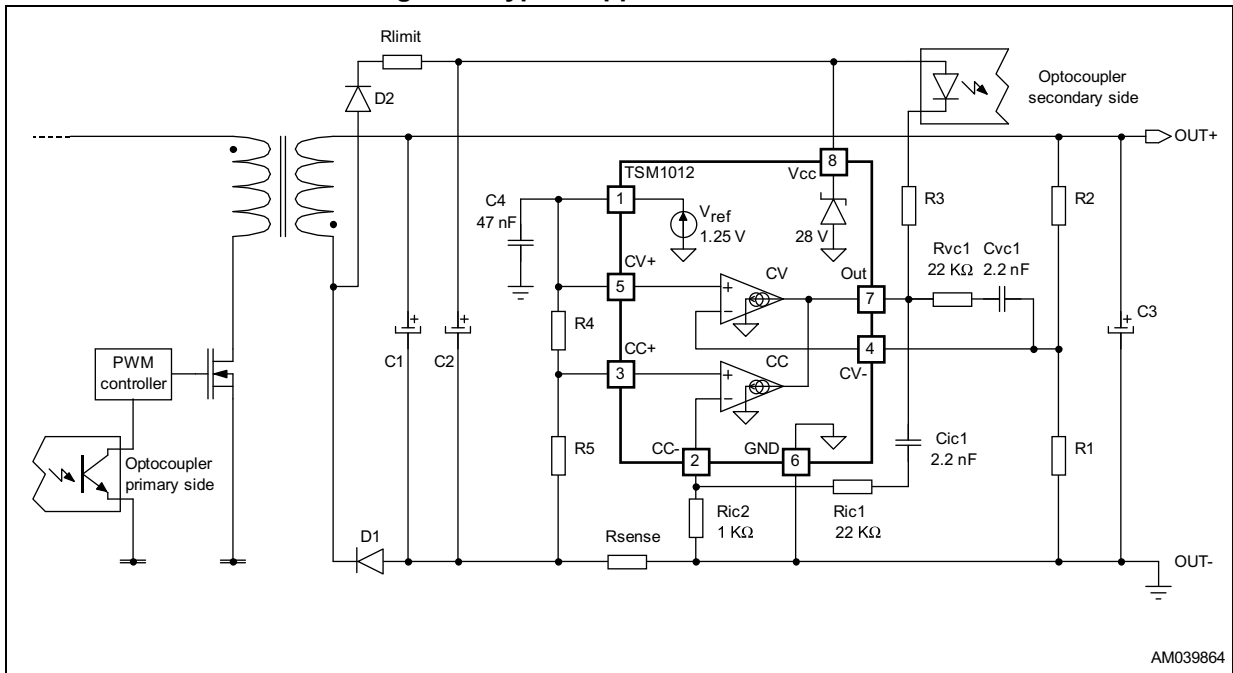 Rlimit
D2
Optocoupler
secondary side
OUT+
TSM1012
8
Vcc
C4
47 nF
1
Vref
1.25 V
28 V
R3
R2
Rvc1
22 KΩ
Cvc1
2.2 nF
CV+
5
CV
Out
7
C3
R4
PWM
controller
C1
C2
CC+
3
CC
4
CV-
Cic1
2.2 nF
R5
CC-
2
GND
6
R1
Optocoupler
primary side
Ric2
1 KΩ
Ric1
22 KΩ
D1
Rsense
OUT-
AM039864